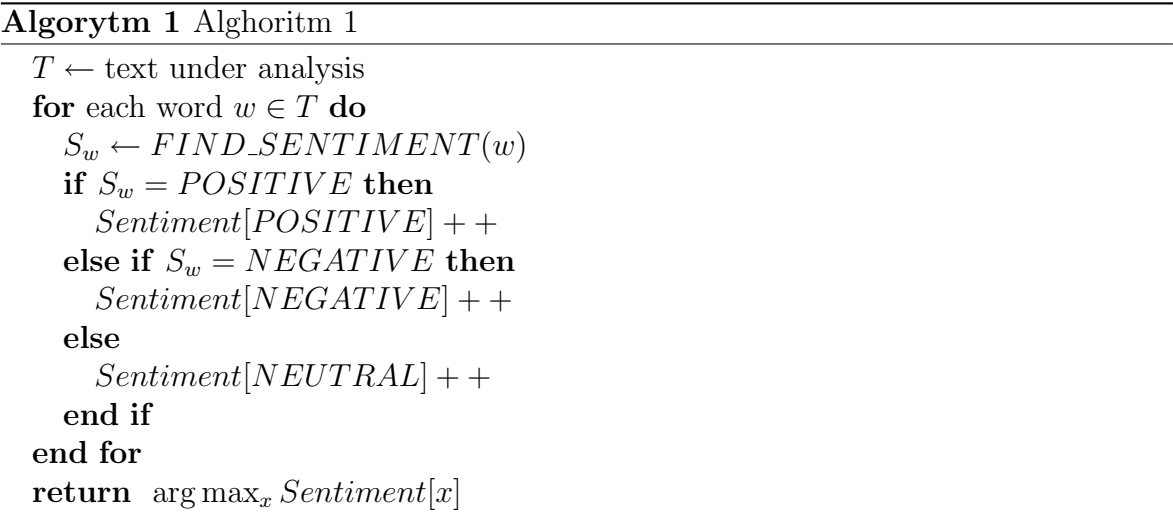 Algorytm 1 Alghoritm 1
T ← text under analysis
for each word w ∈ T do
S_w ← FIND_SENTIMENT(w)
if S_w = POSITIVE then
Sentiment[POSITIVE] + +
else if S_w = NEGATIVE then
Sentiment[NEGATIVE] + +
else
Sentiment[NEUTRAL] + +
end if
end for
return arg max_x Sentiment[x]